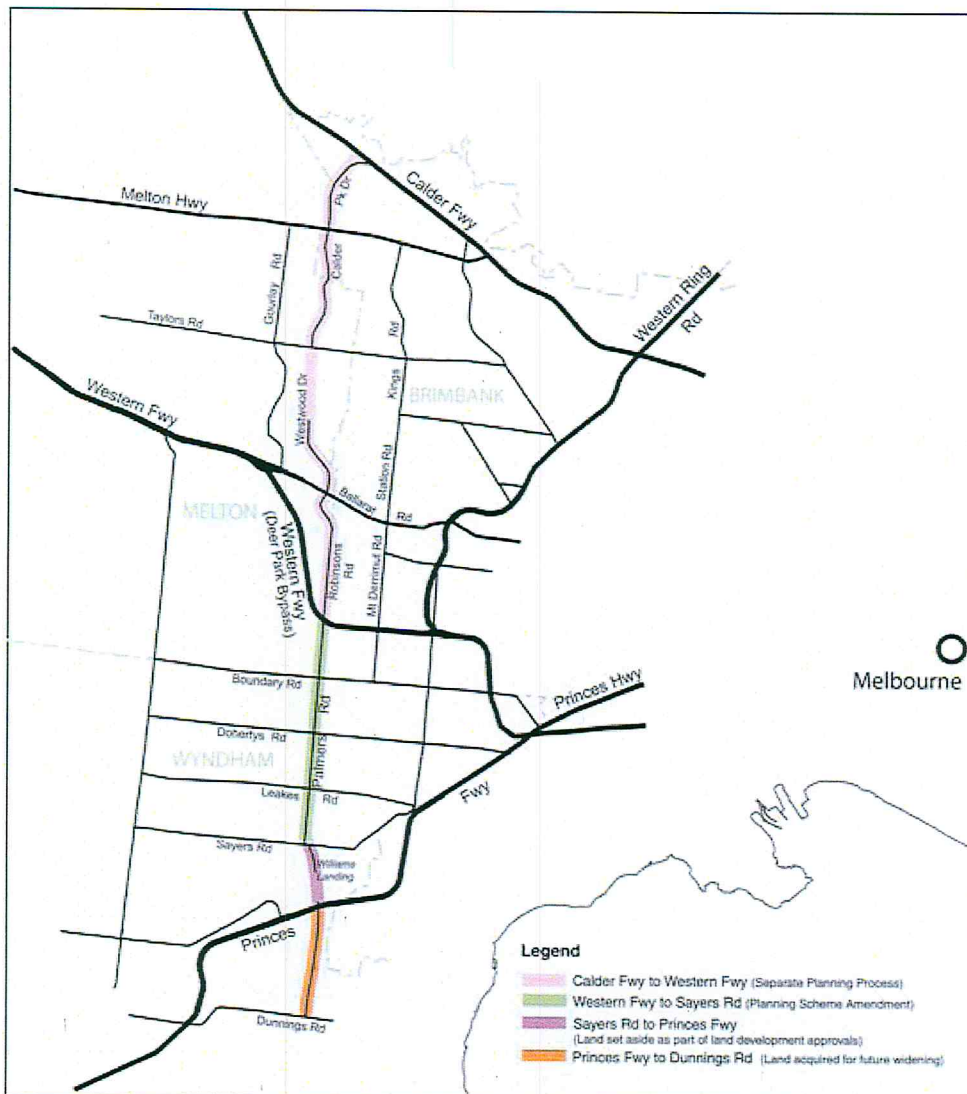 Calder Fwy
Pk Dr
Melton Hwy
Calder
Gourlay Rd
Western Ring
Rd
Taylors Rd
Kings Rd
BRIMBANK
Western Fwy
Westwood Dr
Station Rd
Ballarat Rd
MELTON
Western Fwy
(Deer Park Bypass)
Robinsons
Rd
Mt Derrimut Rd
Melbourne
Boundary Rd
Princes Hwy
Palmers Rd
Dohertys Rd
WYNDHAM
Leakes Rd
Fwy
Sayers Rd
Williams
Landing
Princes
Dunnings Rd
Legend
Calder Fwy to Western Fwy (Separate Planning Process)
Western Fwy to Sayers Rd (Planning Scheme Amendment)
Sayers Rd to Princes Fwy
(Land set aside as part of land development approvals)
Princes Fwy to Dunnings Rd (Land acquired for future widening)